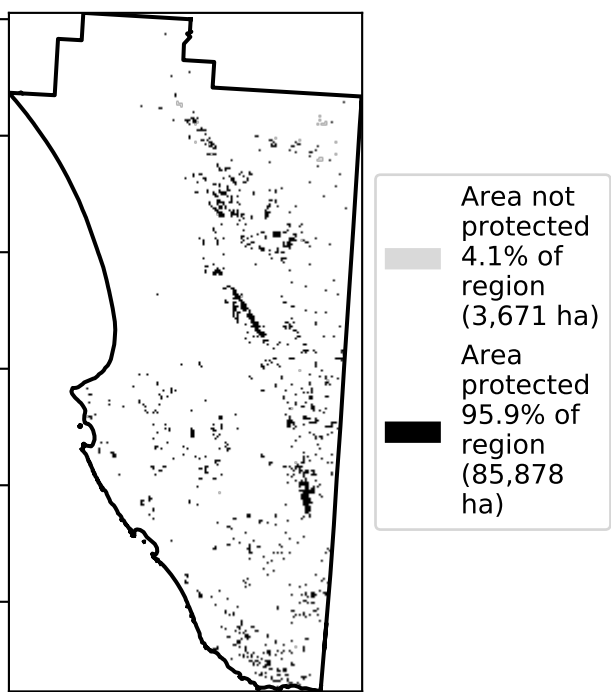 Area not
protected
4.1% of
region
(3,671 ha)
Area
protected
95.9% of
region
(85,878
ha)